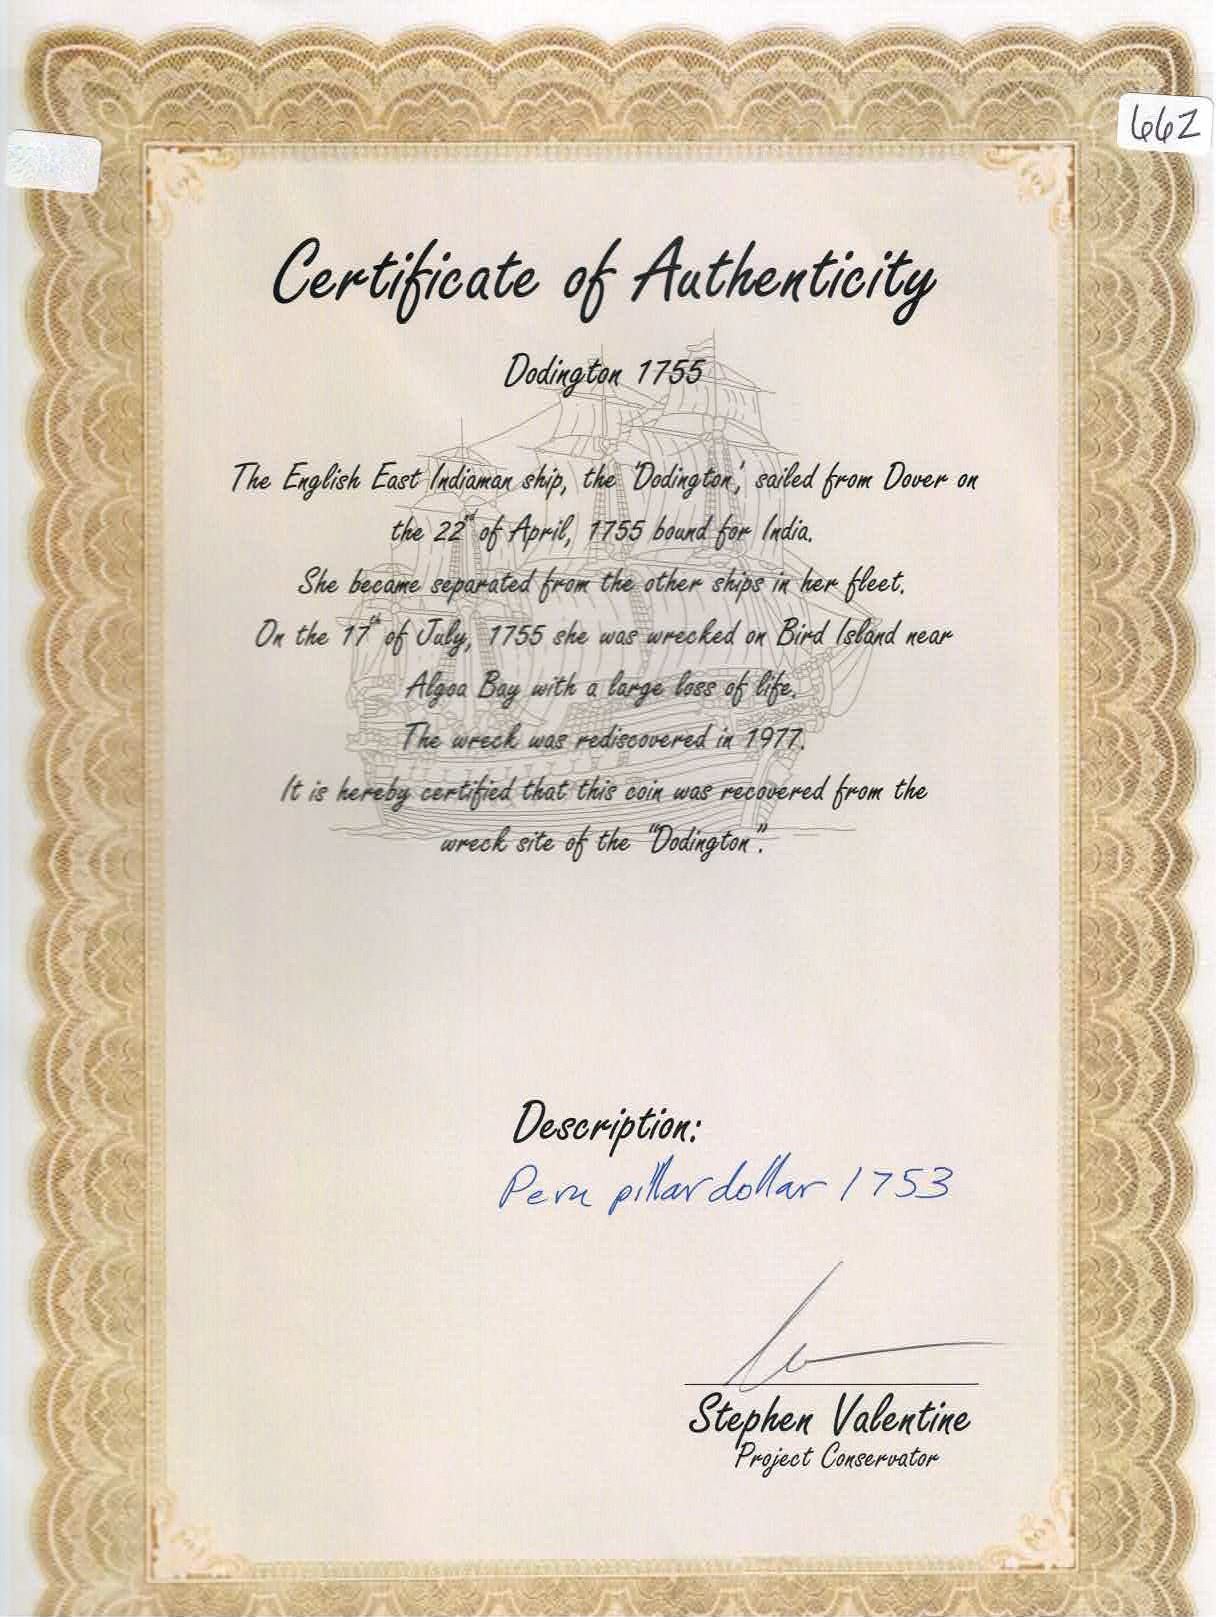 662
Certificate of Authenticity
Dodington 1755
The English East Indiaman ship, the 'Dodington,' sailed from Dover on
the 22nd of April, 1755 bound for India.
She became separated from the other ships in her fleet.
On the 17th of July, 1755 she was wrecked on Bird Island near
Algoa Bay with a large loss of life.
The wreck was rediscovered in 1977.
It is hereby certified that this coin was recovered from the
wreck site of the "Dodington".
Description:
Peru pillar dollar 1753
Stephen Valentine
Project Conservator